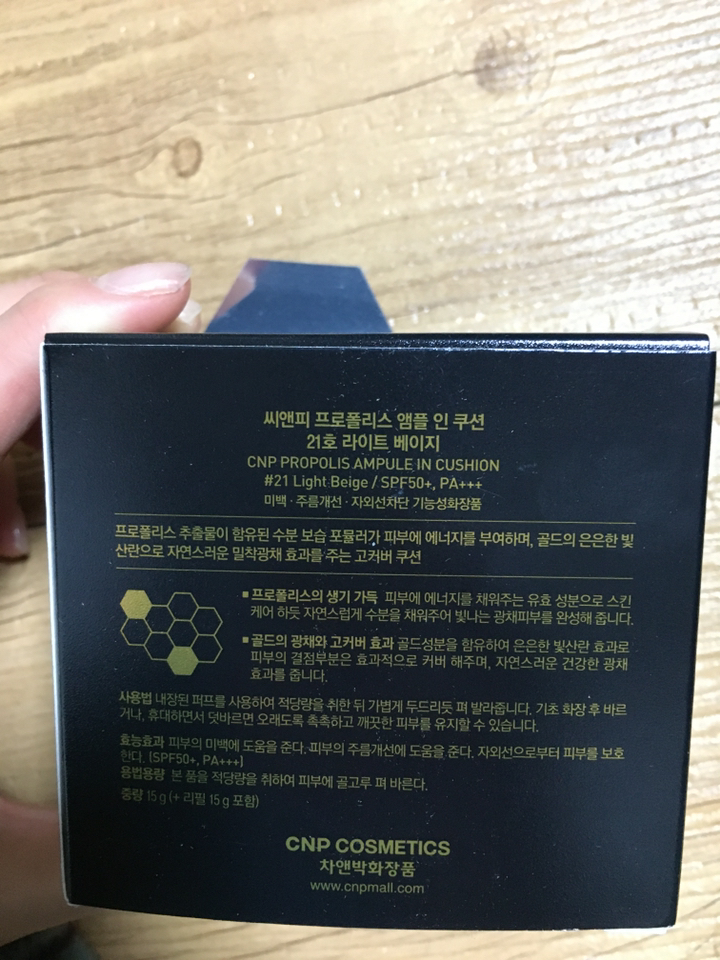 씨앤피 프로폴리스 앰플 인 쿠션
21호 라이트 베이지
CNP PROPOLIS AMPULE IN CUSHION
#21 Light Beige / SPF50+, PA+++
미백 · 주름개선 · 자외선차단 기능성화장품
프로폴리스 추출물이 함유된 수분 보습 포뮬러가 피부에 에너지를 부여하며, 골드의 은은한 빛
산란으로 자연스러운 밀착광채 효과를 주는 고커버 쿠션
▪ 프로폴리스의 생기 가득 피부에 에너지를 채워주는 유효 성분으로 스킨
케어 하듯 자연스럽게 수분을 채워주어 빛나는 광채피부를 완성해 줍니다.
▪ 골드의 광채와 고커버 효과 골드성분을 함유하여 은은한 빛산란 효과로
피부의 결점부분은 효과적으로 커버 해주며, 자연스러운 건강한 광채
효과를 줍니다.
사용법 내장된 퍼프를 사용하여 적당량을 취한 뒤 가볍게 두드리듯 펴 발라줍니다. 기초 화장 후 바르
거나, 휴대하면서 덧바르면 오래도록 촉촉하고 깨끗한 피부를 유지할 수 있습니다.
효능효과 피부의 미백에 도움을 준다. 피부의 주름개선에 도움을 준다. 자외선으로부터 피부를 보호
한다. (SPF50+, PA+++)
용법용량 본 품을 적당량을 취하여 피부에 골고루 펴 바른다.
중량 15 g (+ 리필 15 g 포함)
CNP COSMETICS
차앤박화장품
www.cnpmall.com